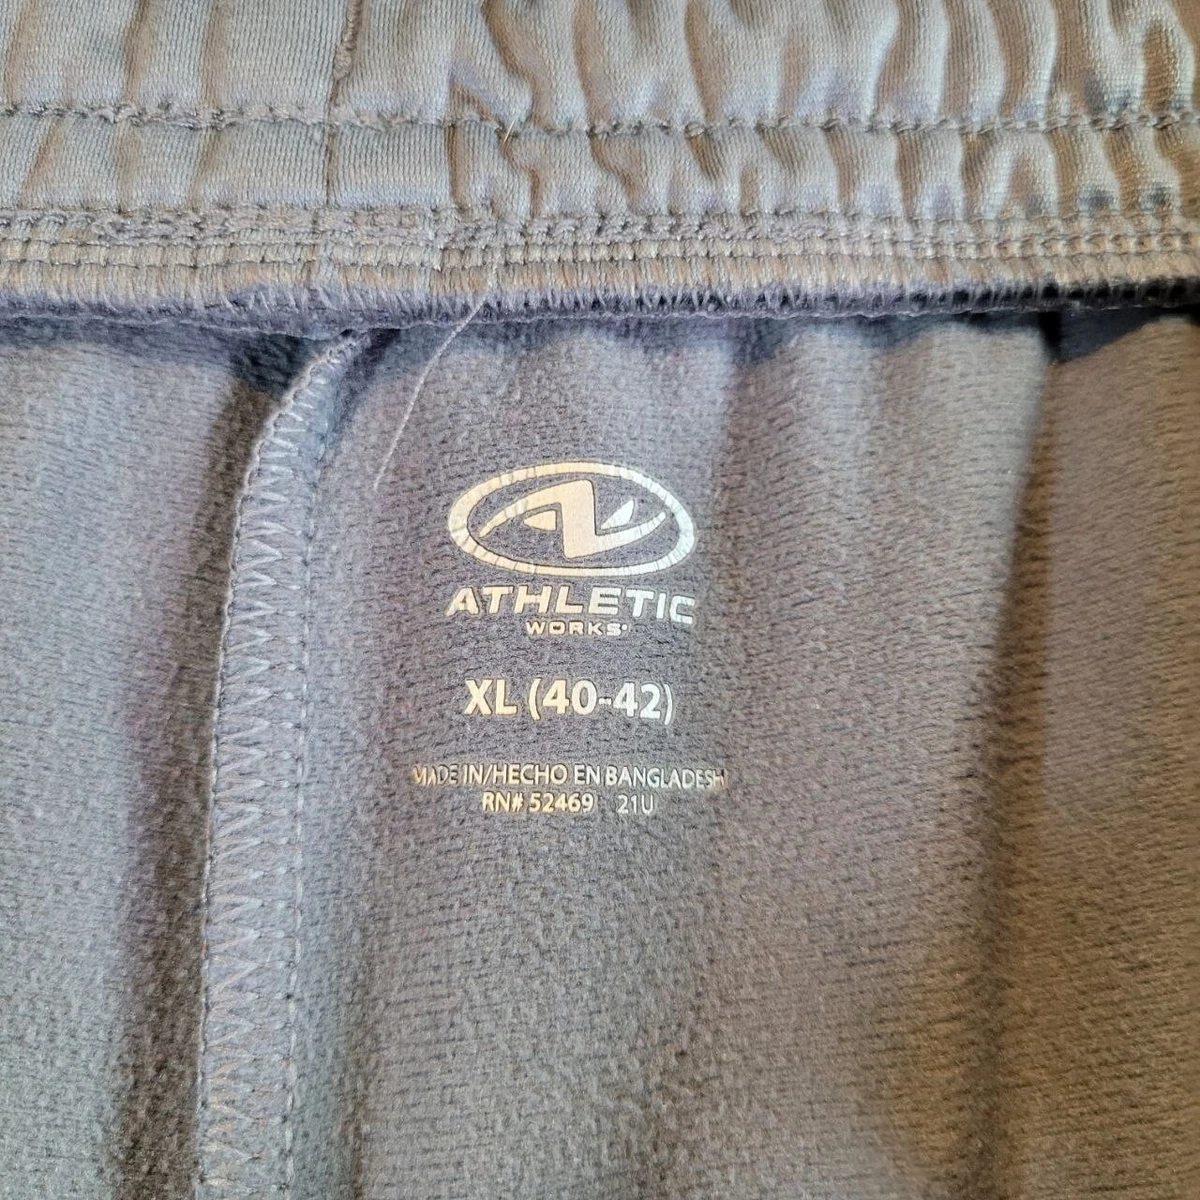 ATHLETIC
WORKS
XL (40-42)
MADE IN/HECHO EN BANGLADESH
RN# 52469 21U